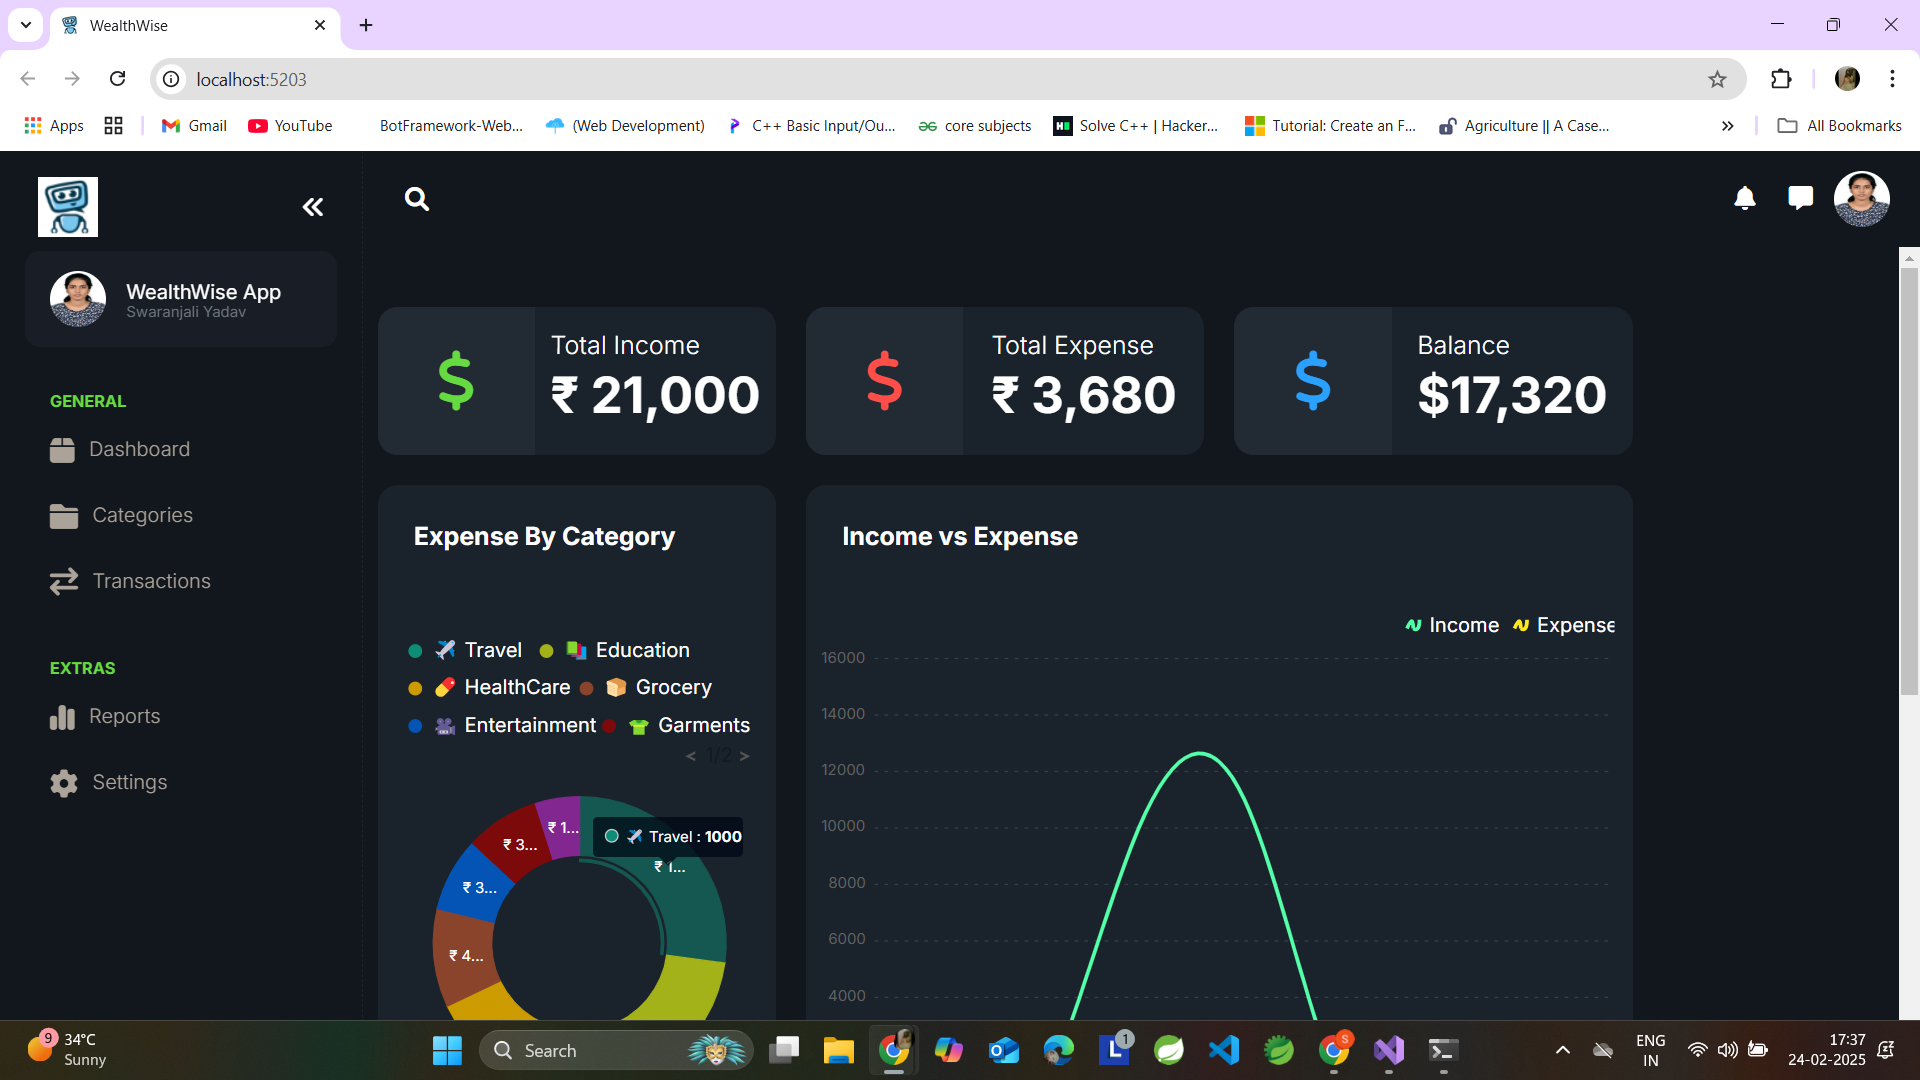 WealthWise
localhost:5203
Apps
Gmail
YouTube
BotFramework-Web...
(Web Development)
C++ Basic Input/Ou...
core subjects
Solve C++ | Hacker...
Tutorial: Create an F...
Agriculture || A Case...
All Bookmarks
WealthWise App
Swaranjali Yadav
GENERAL
Dashboard
Categories
Transactions
EXTRAS
Reports
Settings
Total Income
₹ 21,000
Total Expense
₹ 3,680
Balance
$17,320
Expense By Category
Travel
Education
HealthCare
Grocery
Entertainment
Garments
< 1/2 >
₹ 1...
₹ 3...
Travel : 1000
₹ 1...
₹ 3...
₹ 4...
Income vs Expense
Income
Expense
16000
14000
12000
10000
8000
6000
4000
9
34°C
Sunny
Search
1
S
ENG
IN
17:37
24-02-2025